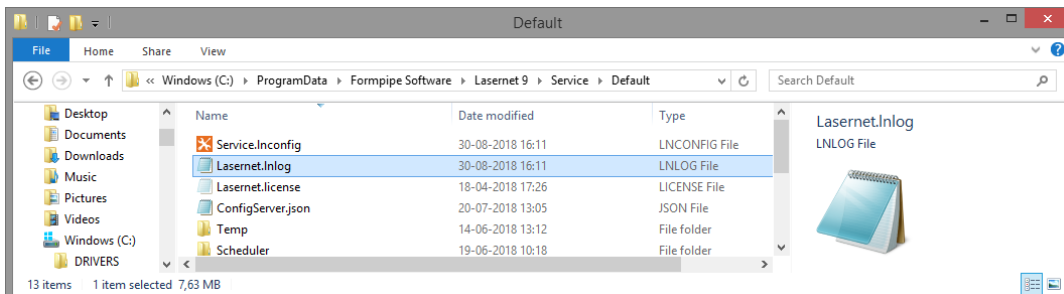 Default
File Home Share View
« Windows (C:) ProgramData Formpipe Software Lasernet 9 Service Default Search Default
Desktop
Documents
Downloads
Music
Pictures
Videos
Windows (C:)
DRIVERS
Name Date modified Type
Service.lnconfig 30-08-2018 16:11 LNCONFIG File
Lasernet.lnlog 30-08-2018 16:11 LNLOG File
Lasernet.license 18-04-2018 17:26 LICENSE File
ConfigServer.json 20-07-2018 13:05 JSON File
Temp 14-06-2018 13:12 File folder
Scheduler 19-06-2018 10:18 File folder
Lasernet.lnlog
LNLOG File
13 items 1 item selected 7,63 MB